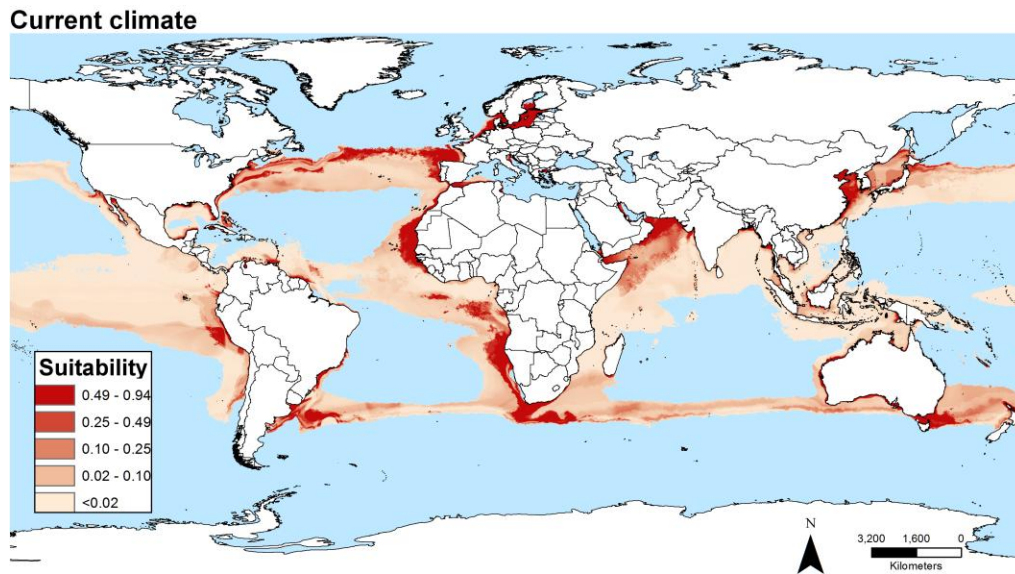 Current climate
Suitability
0.49 - 0.94
0.25 - 0.49
0.10 - 0.25
0.02 - 0.10
<0.02
N
3,200 1,600 0
Kilometers